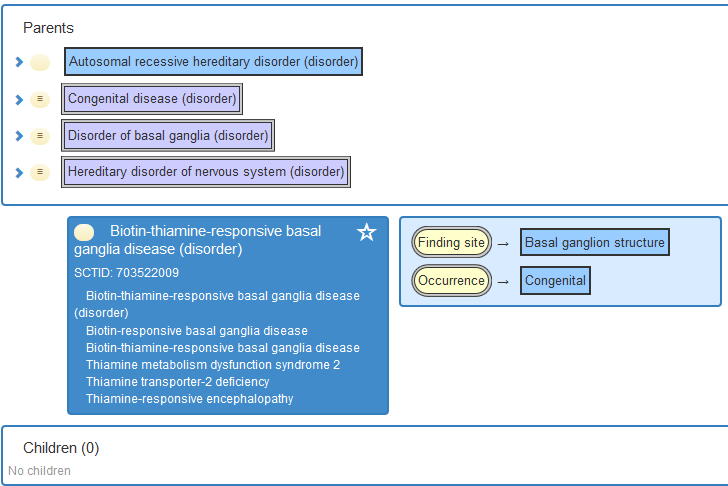 Parents
Autosomal recessive hereditary disorder (disorder)
≡ Congenital disease (disorder)
≡ Disorder of basal ganglia (disorder)
≡ Hereditary disorder of nervous system (disorder)
Biotin-thiamine-responsive basal
ganglia disease (disorder)
SCTID: 703522009
Biotin-thiamine-responsive basal ganglia disease
(disorder)
Biotin-responsive basal ganglia disease
Biotin-thiamine-responsive basal ganglia disease
Thiamine metabolism dysfunction syndrome 2
Thiamine transporter-2 deficiency
Thiamine-responsive encephalopathy
Finding site → Basal ganglion structure
Occurrence → Congenital
Children (0)
No children